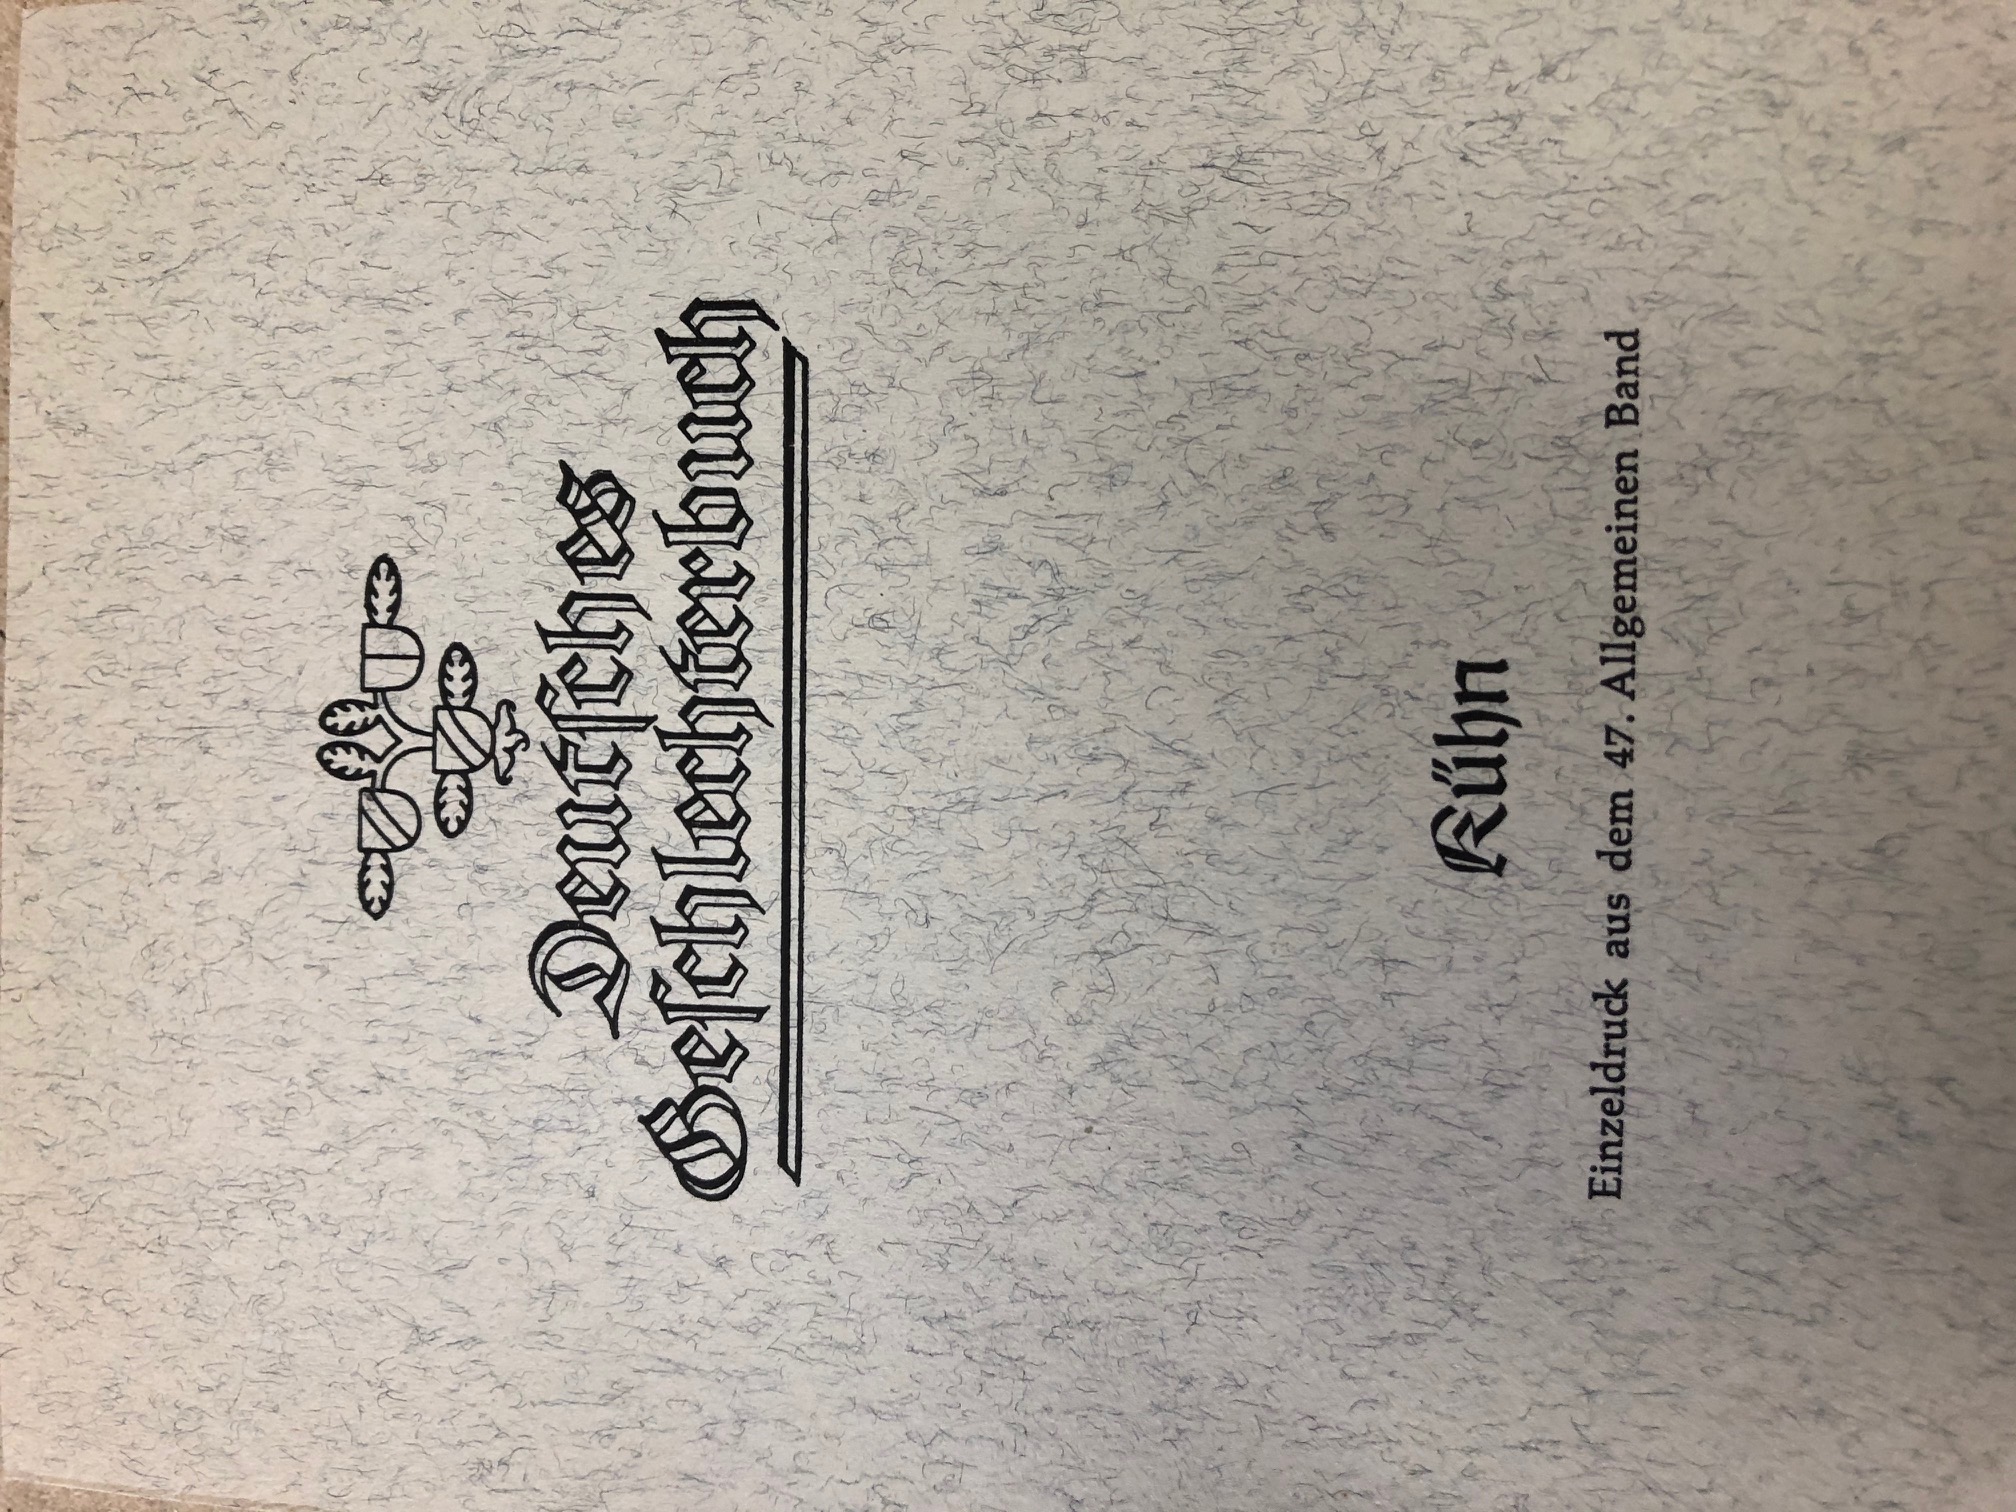 Deutſches
Geſchlechterbuch
Kühn
Einzeldruck aus dem 47. Allgemeinen Band